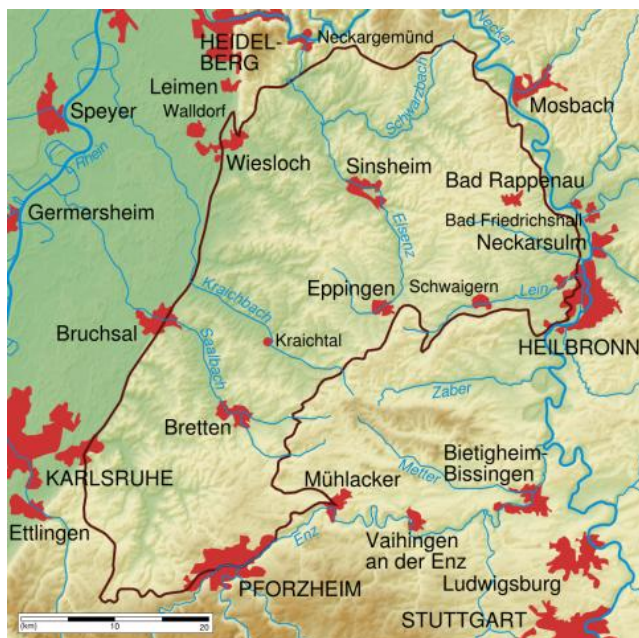 HEIDEL-
BERG
Neckargemünd
Neckar
Leimen
Walldorf
Speyer
Schwarzbach
Mosbach
Rhein
Wiesloch
Sinsheim
Bad Rappenau
Germersheim
Elsenz
Bad Friedrichshall
Neckarsulm
Kraichbach
Eppingen
Schwaigern
Lein
Bruchsal
Saalbach
Kraichtal
HEILBRONN
Zaber
Bretten
Metter
Bietigheim-
Bissingen
KARLSRUHE
Mühlacker
Ettlingen
Enz
Vaihingen
an der Enz
PFORZHEIM
Ludwigsburg
STUTTGART
(km) 10 20